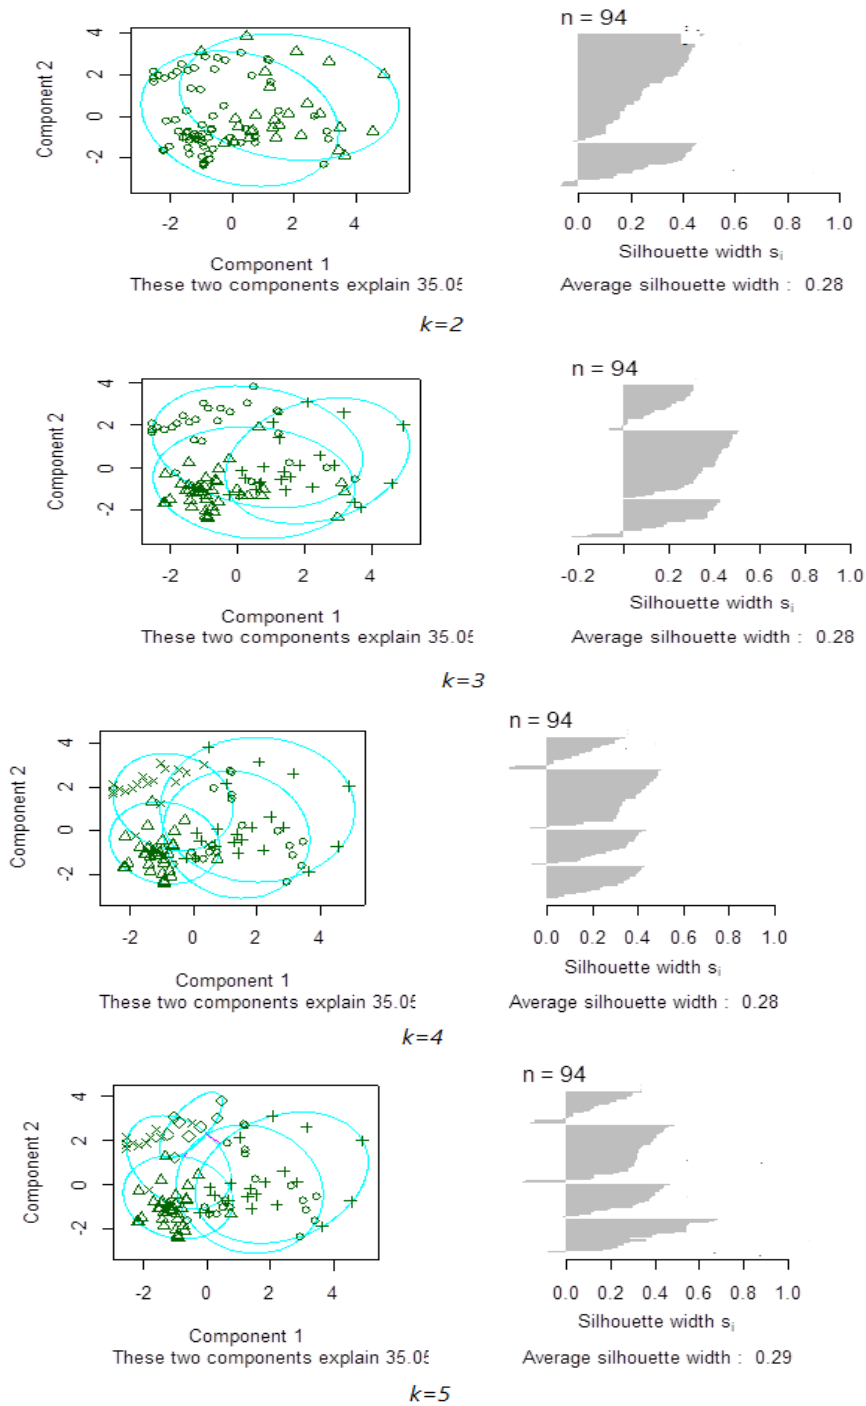 n = 94
Component 2
4
2
0
-2
-2 0 2 4
Component 1
These two components explain 35.05
0.0 0.2 0.4 0.6 0.8 1.0
Silhouette width si
Average silhouette width : 0.28
k=2
n = 94
Component 2
4
2
0
-2
-2 0 2 4
Component 1
These two components explain 35.05
-0.2 0.2 0.4 0.6 0.8 1.0
Silhouette width si
Average silhouette width : 0.28
k=3
n = 94
Component 2
4
2
0
-2
-2 0 2 4
Component 1
These two components explain 35.05
0.0 0.2 0.4 0.6 0.8 1.0
Silhouette width si
Average silhouette width : 0.28
k=4
n = 94
Component 2
4
2
0
-2
-2 0 2 4
Component 1
These two components explain 35.05
0.0 0.2 0.4 0.6 0.8 1.0
Silhouette width si
Average silhouette width : 0.29
k=5